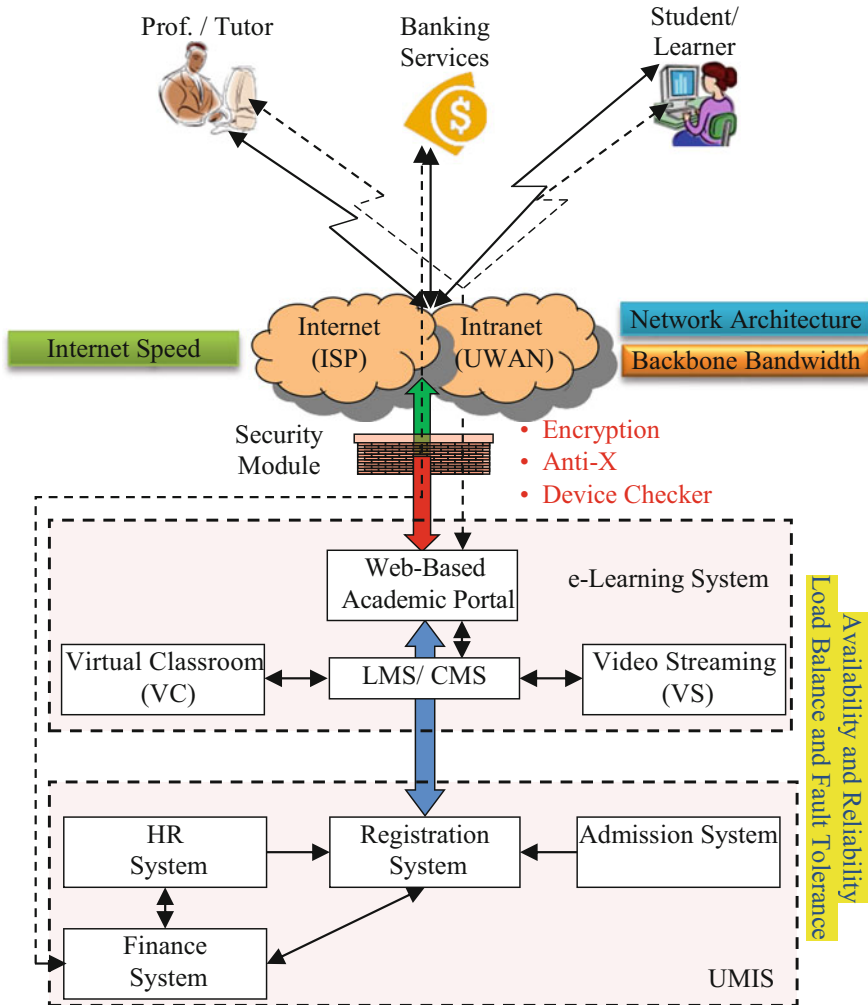 Prof. / Tutor
Banking
Services
Student/
Learner
Internet
(ISP)
Intranet
(UWAN)
Internet Speed
Network Architecture
Backbone Bandwidth
Security
Module
• Encryption
• Anti-X
• Device Checker
Web-Based
Academic Portal
e-Learning System
Virtual Classroom
(VC)
LMS/ CMS
Video Streaming
(VS)
Availability and Reliability
Load Balance and Fault Tolerance
HR
System
Registration
System
Admission System
Finance
System
UMIS